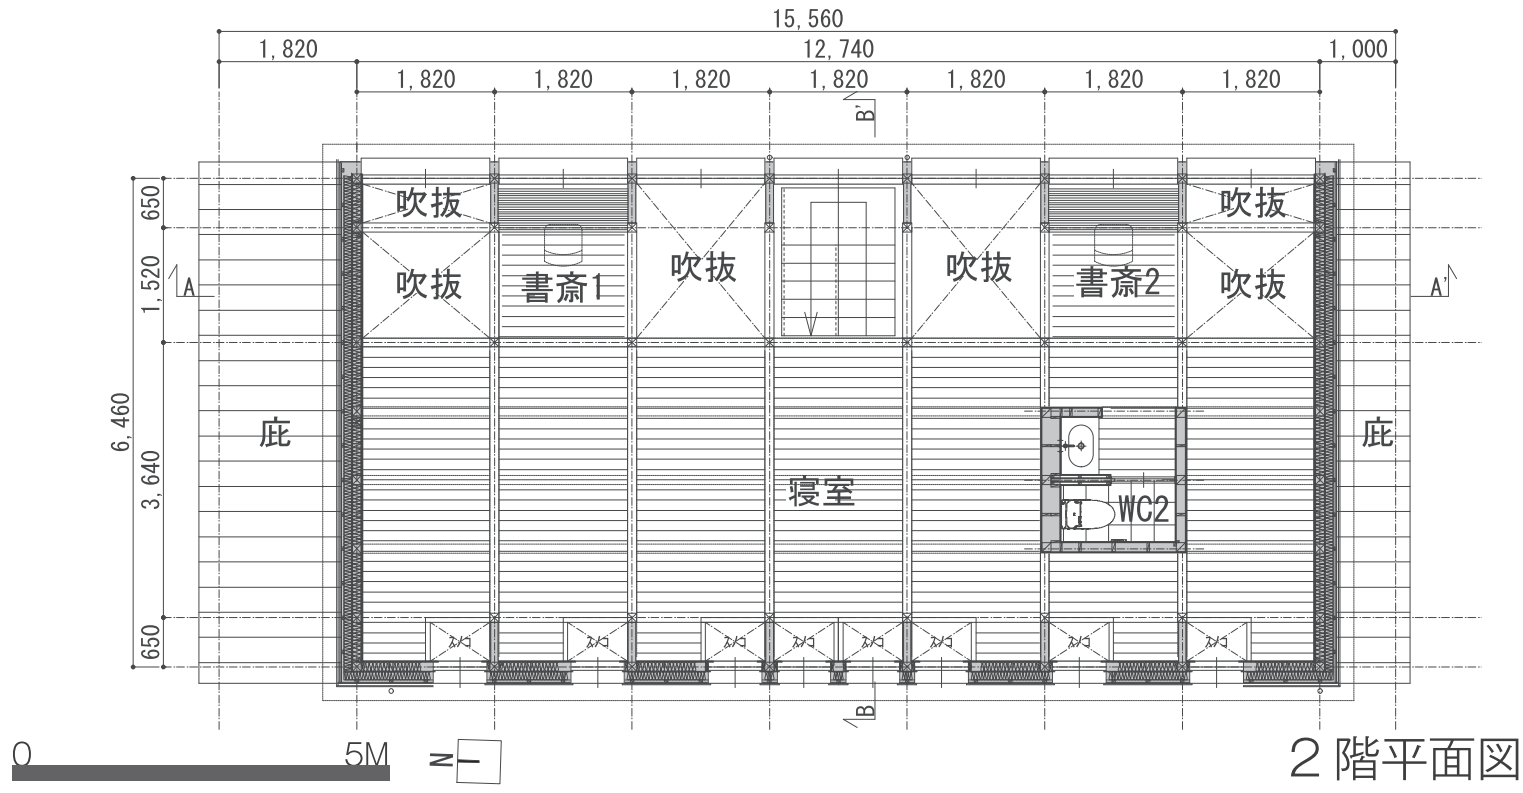 15,560
1,820
12,740
1,000
1,820
1,820
1,820
1,820
1,820
1,820
1,820
B'
650
吹抜
吹抜
1,520
A
吹抜
書斎1
吹抜
吹抜
書斎2
吹抜
A'
6,460
庇
庇
3,640
寝室
WC2
650
スノコ
スノコ
スノコ
スノコ
スノコ
スノコ
スノコ
スノコ
B
0
5M
N
2階平面図